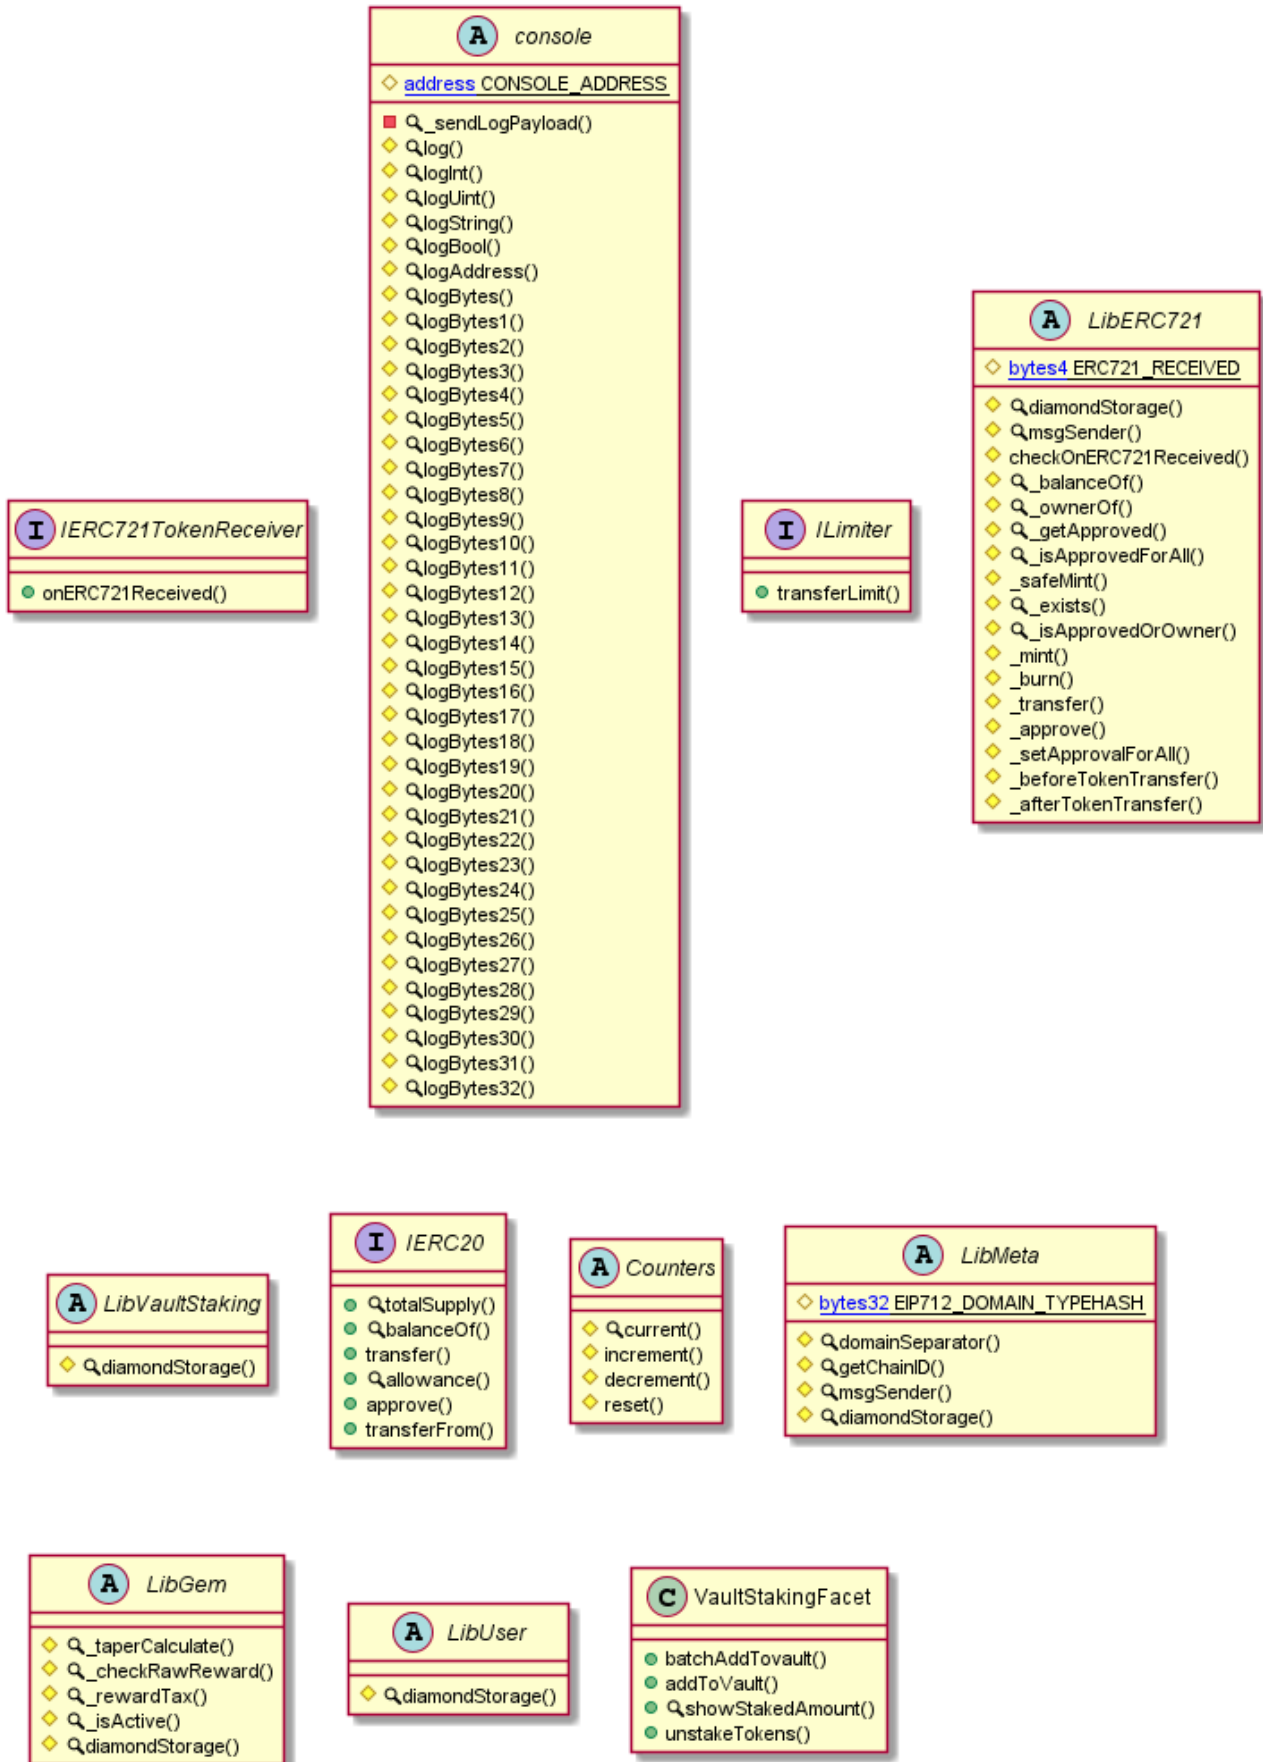 A console
address CONSOLE_ADDRESS
_sendLogPayload()
log()
logInt()
logUint()
logString()
logBool()
logAddress()
logBytes()
logBytes1()
logBytes2()
logBytes3()
logBytes4()
logBytes5()
logBytes6()
logBytes7()
logBytes8()
logBytes9()
logBytes10()
logBytes11()
logBytes12()
logBytes13()
logBytes14()
logBytes15()
logBytes16()
logBytes17()
logBytes18()
logBytes19()
logBytes20()
logBytes21()
logBytes22()
logBytes23()
logBytes24()
logBytes25()
logBytes26()
logBytes27()
logBytes28()
logBytes29()
logBytes30()
logBytes31()
logBytes32()
I IERC721TokenReceiver
onERC721Received()
I ILimiter
transferLimit()
A LibERC721
bytes4 ERC721_RECEIVED
diamondStorage()
msgSender()
checkOnERC721Received()
_balanceOf()
_ownerOf()
_getApproved()
_isApprovedForAll()
_safeMint()
_exists()
_isApprovedOrOwner()
_mint()
_burn()
_transfer()
_approve()
_setApprovalForAll()
_beforeTokenTransfer()
_afterTokenTransfer()
A LibVaultStaking
diamondStorage()
I IERC20
totalSupply()
balanceOf()
transfer()
allowance()
approve()
transferFrom()
A Counters
current()
increment()
decrement()
reset()
A LibMeta
bytes32 EIP712_DOMAIN_TYPEHASH
domainSeparator()
getChainID()
msgSender()
diamondStorage()
A LibGem
_taperCalculate()
_checkRawReward()
_rewardTax()
_isActive()
diamondStorage()
A LibUser
diamondStorage()
C VaultStakingFacet
batchAddTovault()
addToVault()
showStakedAmount()
unstakeTokens()